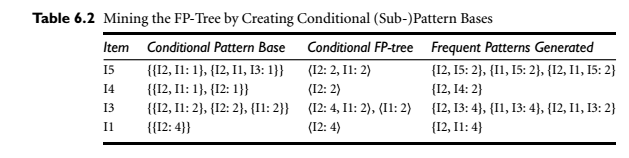 Table 6.2 Mining the FP-Tree by Creating Conditional (Sub-)Pattern Bases
Item Conditional Pattern Base Conditional FP-tree Frequent Patterns Generated
I5 {{I2, I1: 1}, {I2, I1, I3: 1}} ⟨I2: 2, I1: 2⟩ {I2, I5: 2}, {I1, I5: 2}, {I2, I1, I5: 2}
I4 {{I2, I1: 1}, {I2: 1}} ⟨I2: 2⟩ {I2, I4: 2}
I3 {{I2, I1: 2}, {I2: 2}, {I1: 2}} ⟨I2: 4, I1: 2⟩, ⟨I1: 2⟩ {I2, I3: 4}, {I1, I3: 4}, {I2, I1, I3: 2}
I1 {{I2: 4}} ⟨I2: 4⟩ {I2, I1: 4}